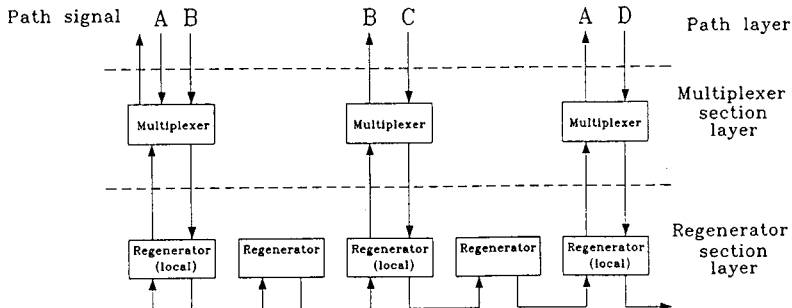 Path signal A B B C A D Path layer
Multiplexer Multiplexer Multiplexer
Multiplexer
section
layer
Regenerator
(local)
Regenerator
Regenerator
(local)
Regenerator
Regenerator
(local)
Regenerator
section
layer